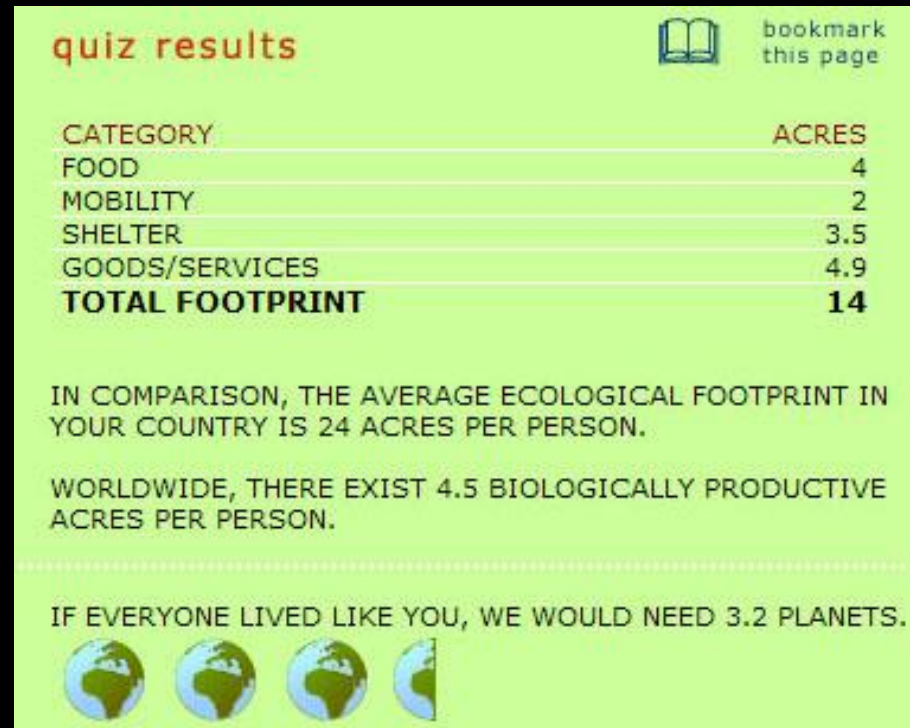 quiz results
bookmark
this page
CATEGORY ACRES
FOOD 4
MOBILITY 2
SHELTER 3.5
GOODS/SERVICES 4.9
TOTAL FOOTPRINT 14
IN COMPARISON, THE AVERAGE ECOLOGICAL FOOTPRINT IN
YOUR COUNTRY IS 24 ACRES PER PERSON.
WORLDWIDE, THERE EXIST 4.5 BIOLOGICALLY PRODUCTIVE
ACRES PER PERSON.
IF EVERYONE LIVED LIKE YOU, WE WOULD NEED 3.2 PLANETS.